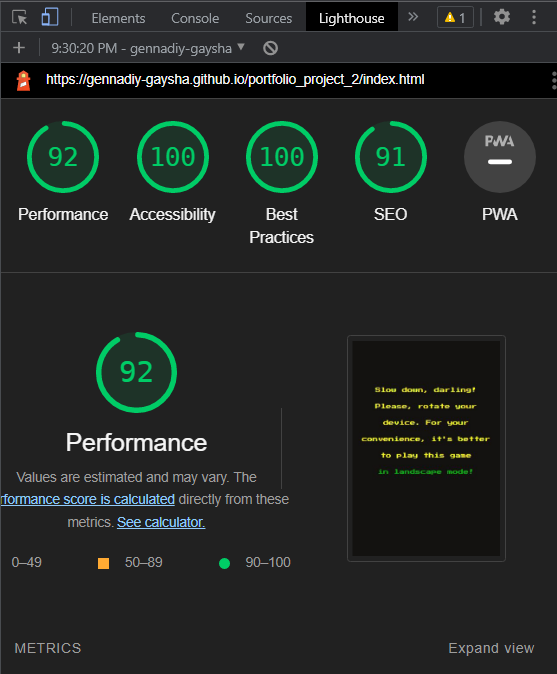 Elements Console Sources Lighthouse » 1
+ 9:30:20 PM - gennadiy-gaysha
https://gennadiy-gaysha.github.io/portfolio_project_2/index.html
92 100 100 91 PWA
Performance Accessibility Best Practices SEO PWA
92
Performance
Values are estimated and may vary. The
rformance score is calculated directly from these
metrics. See calculator.
0–49 50–89 90–100
Slow down, darling!
Please, rotate your
device. For your
convenience, it's better
to play this game
in landscape mode!
METRICS Expand view